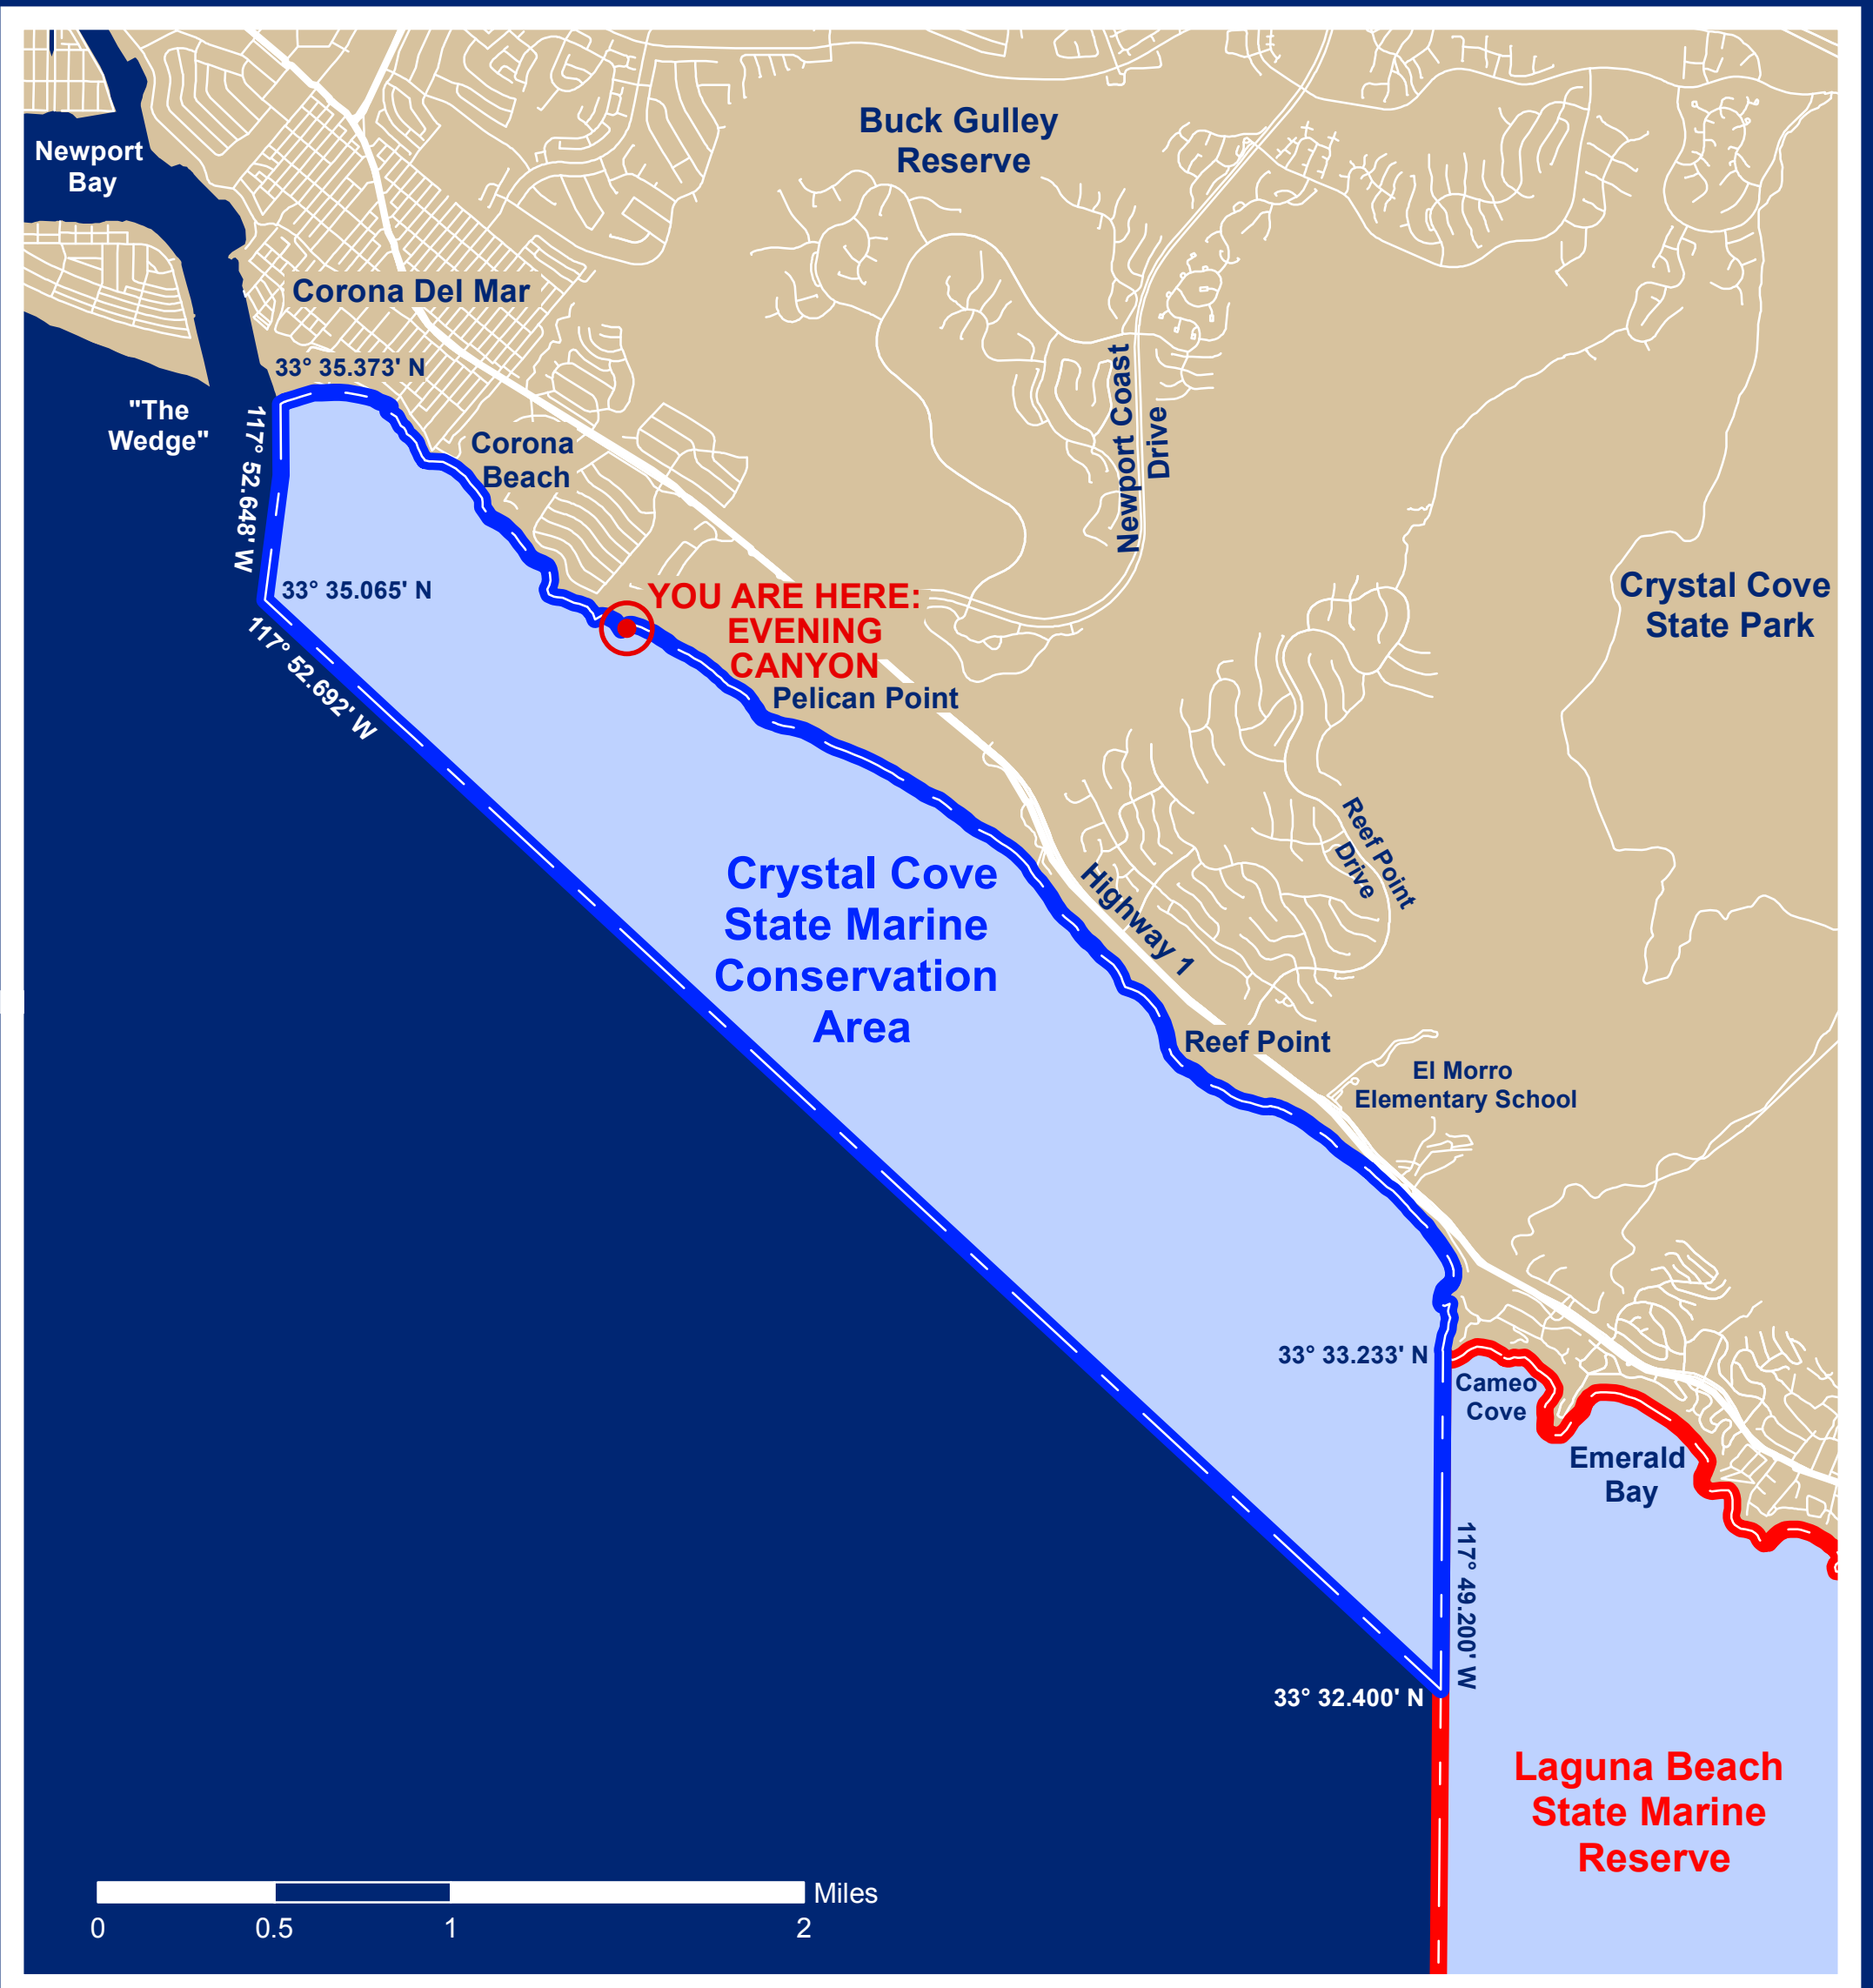 Buck Gulley
Reserve
Newport
Bay
Corona Del Mar
33° 35.373' N
"The
Wedge"
117° 52.648' W
Corona
Beach
Newport Coast
Drive
33° 35.065' N
117° 52.692' W
YOU ARE HERE:
EVENING
CANYON
Pelican Point
Crystal Cove
State Park
Reef Point
Drive
Crystal Cove
State Marine
Conservation
Area
Highway 1
Reef Point
El Morro
Elementary School
33° 33.233' N
Cameo
Cove
Emerald
Bay
117° 49.200' W
33° 32.400' N
Laguna Beach
State Marine
Reserve
Miles
0 0.5 1 2